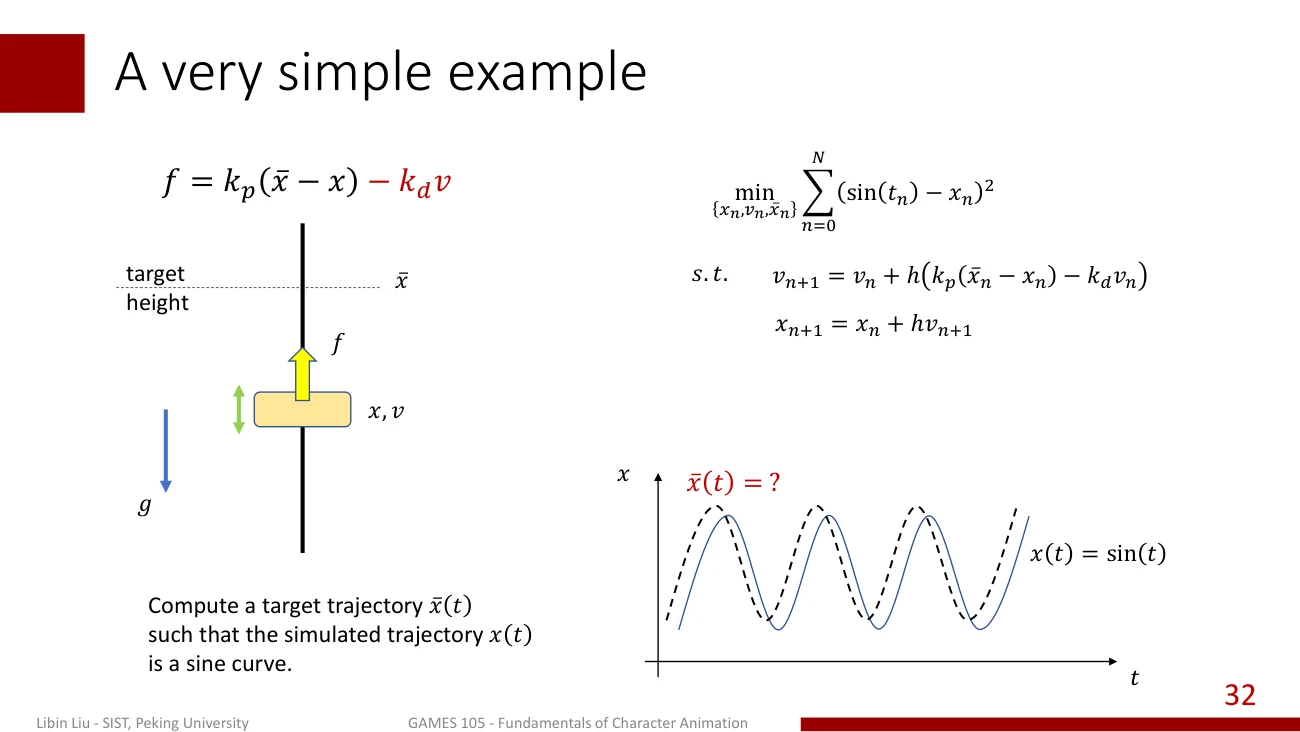 A very simple example
f = k_p(x̄ − x) − k_d v
target
height
x̄
f
x, v
g
Compute a target trajectory x̄(t)
such that the simulated trajectory x(t)
is a sine curve.
min_{{x_n,v_n,x̄_n}} ∑_{n=0}^{N} (sin(t_n) − x_n)²
s.t. v_{n+1} = v_n + h(k_p(x̄_n − x_n) − k_d v_n)
x_{n+1} = x_n + hv_{n+1}
x
x̄(t) = ?
x(t) = sin(t)
t
32
Libin Liu - SIST, Peking University
GAMES 105 - Fundamentals of Character Animation